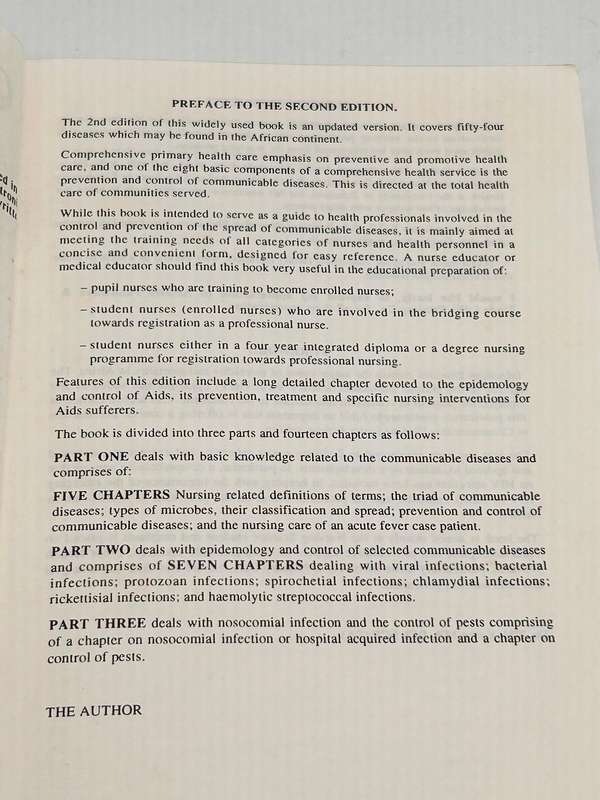 PREFACE TO THE SECOND EDITION.
The 2nd edition of this widely used book is an updated version. It covers fifty-four
diseases which may be found in the African continent.
Comprehensive primary health care emphasis on preventive and promotive health
care, and one of the eight basic components of a comprehensive health service is the
prevention and control of communicable diseases. This is directed at the total health
care of communities served.
While this book is intended to serve as a guide to health professionals involved in the
control and prevention of the spread of communicable diseases, it is mainly aimed at
meeting the training needs of all categories of nurses and health personnel in a
concise and convenient form, designed for easy reference. A nurse educator or
medical educator should find this book very useful in the educational preparation of:
– pupil nurses who are training to become enrolled nurses;
– student nurses (enrolled nurses) who are involved in the bridging course
towards registration as a professional nurse.
– student nurses either in a four year integrated diploma or a degree nursing
programme for registration towards professional nursing.
Features of this edition include a long detailed chapter devoted to the epidemology
and control of Aids, its prevention, treatment and specific nursing interventions for
Aids sufferers.
The book is divided into three parts and fourteen chapters as follows:
PART ONE deals with basic knowledge related to the communicable diseases and
comprises of:
FIVE CHAPTERS Nursing related definitions of terms; the triad of communicable
diseases; types of microbes, their classification and spread; prevention and control of
communicable diseases; and the nursing care of an acute fever case patient.
PART TWO deals with epidemology and control of selected communicable diseases
and comprises of SEVEN CHAPTERS dealing with viral infections; bacterial
infections; protozoan infections; spirochetial infections; chlamydial infections;
rickettisial infections; and haemolytic streptococcal infections.
PART THREE deals with nosocomial infection and the control of pests comprising
of a chapter on nosocomial infection or hospital acquired infection and a chapter on
control of pests.
THE AUTHOR